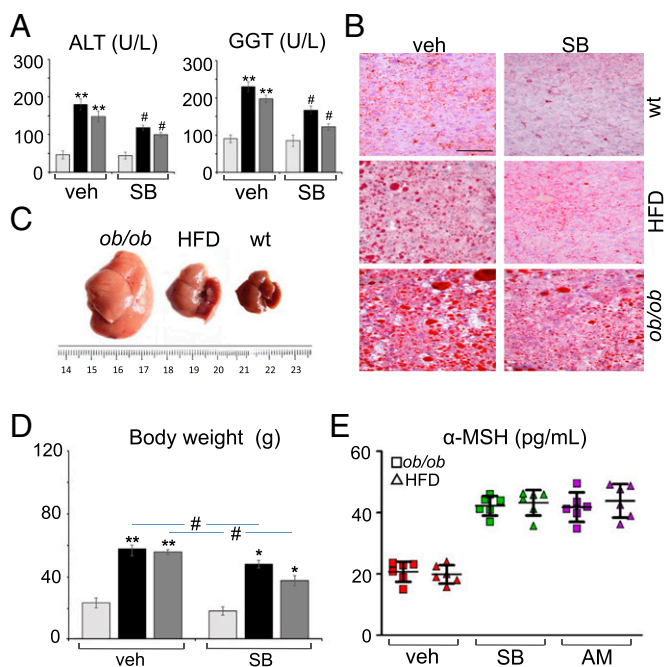 A
ALT (U/L)
GGT (U/L)
300
200
100
0
** ** # #
veh SB
300
200
100
0
** ** # #
veh SB
B
veh SB
wt
HFD
ob/ob
C
ob/ob HFD wt
14 15 16 17 18 19 20 21 22 23
D
Body weight (g)
120
80
40
0
#
#
** ** * *
veh SB
E
α-MSH (pg/mL)
60
40
20
0
ob/ob
HFD
veh SB AM